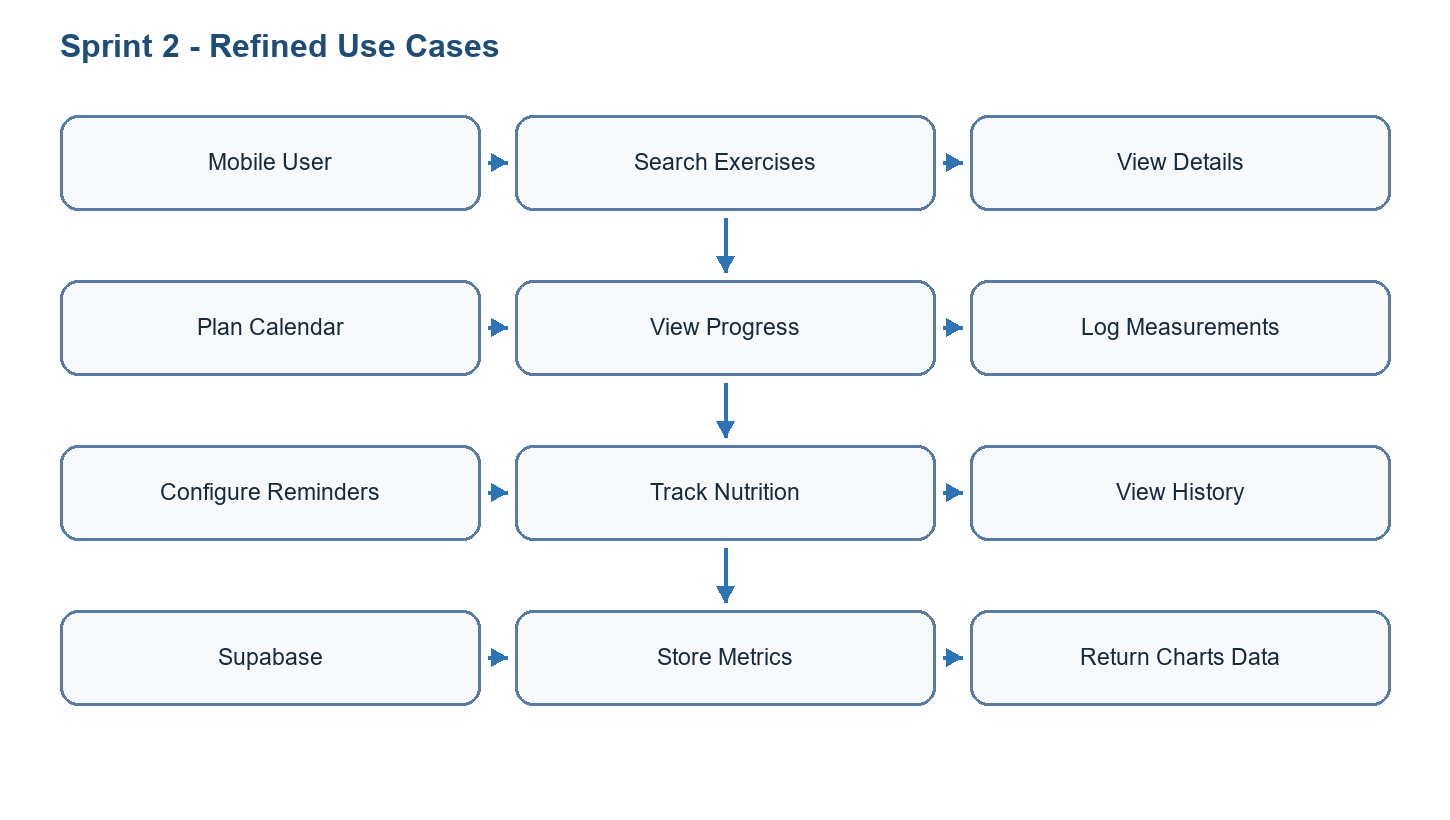 Sprint 2 - Refined Use Cases
Mobile User
Search Exercises
View Details
Plan Calendar
View Progress
Log Measurements
Configure Reminders
Track Nutrition
View History
Supabase
Store Metrics
Return Charts Data